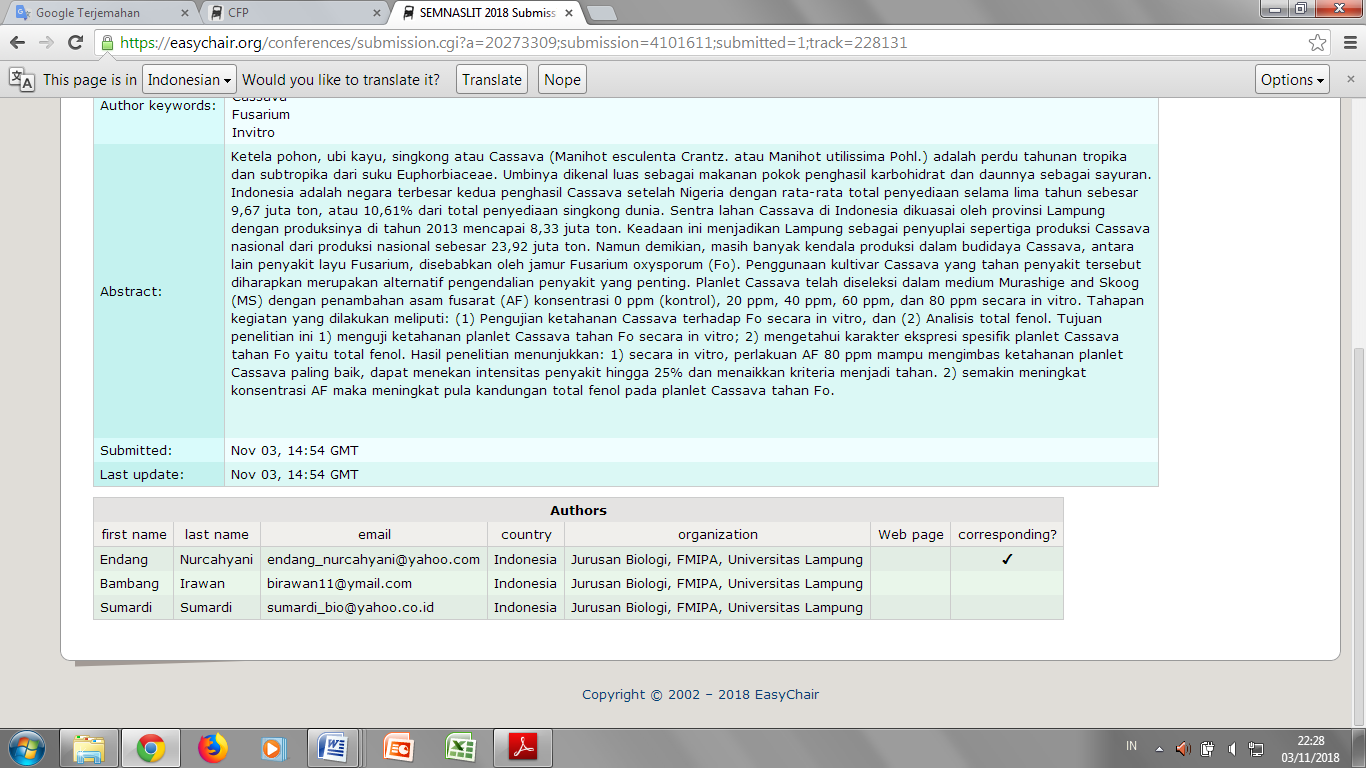 Google Terjemahan
CFP
SEMNASLIT 2018 Submiss
https://easychair.org/conferences/submission.cgi?a=20273309;submission=4101611;submitted=1;track=228131
This page is in Indonesian Would you like to translate it? Translate Nope Options
Author keywords: Cassava
Fusarium
Invitro
Abstract:
Ketela pohon, ubi kayu, singkong atau Cassava (Manihot esculenta Crantz. atau Manihot utilissima Pohl.) adalah perdu tahunan tropika
dan subtropika dari suku Euphorbiaceae. Umbinya dikenal luas sebagai makanan pokok penghasil karbohidrat dan daunnya sebagai sayuran.
Indonesia adalah negara terbesar kedua penghasil Cassava setelah Nigeria dengan rata-rata total penyediaan selama lima tahun sebesar
9,67 juta ton, atau 10,61% dari total penyediaan singkong dunia. Sentra lahan Cassava di Indonesia dikuasai oleh provinsi Lampung
dengan produksinya di tahun 2013 mencapai 8,33 juta ton. Keadaan ini menjadikan Lampung sebagai penyuplai sepertiga produksi Cassava
nasional dari produksi nasional sebesar 23,92 juta ton. Namun demikian, masih banyak kendala produksi dalam budidaya Cassava, antara
lain penyakit layu Fusarium, disebabkan oleh jamur Fusarium oxysporum (Fo). Penggunaan kultivar Cassava yang tahan penyakit tersebut
diharapkan merupakan alternatif pengendalian penyakit yang penting. Planlet Cassava telah diseleksi dalam medium Murashige and Skoog
(MS) dengan penambahan asam fusarat (AF) konsentrasi 0 ppm (kontrol), 20 ppm, 40 ppm, 60 ppm, dan 80 ppm secara in vitro. Tahapan
kegiatan yang dilakukan meliputi: (1) Pengujian ketahanan Cassava terhadap Fo secara in vitro, dan (2) Analisis total fenol. Tujuan
penelitian ini 1) menguji ketahanan planlet Cassava tahan Fo secara in vitro; 2) mengetahui karakter ekspresi spesifik planlet Cassava
tahan Fo yaitu total fenol. Hasil penelitian menunjukkan: 1) secara in vitro, perlakuan AF 80 ppm mampu mengimbas ketahanan planlet
Cassava paling baik, dapat menekan intensitas penyakit hingga 25% dan menaikkan kriteria menjadi tahan. 2) semakin meningkat
konsentrasi AF maka meningkat pula kandungan total fenol pada planlet Cassava tahan Fo.
Submitted: Nov 03, 14:54 GMT
Last update: Nov 03, 14:54 GMT
Authors
first name last name email country organization Web page corresponding?
Endang Nurcahyani endang_nurcahyani@yahoo.com Indonesia Jurusan Biologi, FMIPA, Universitas Lampung ✓
Bambang Irawan birawan11@ymail.com Indonesia Jurusan Biologi, FMIPA, Universitas Lampung
Sumardi Sumardi sumardi_bio@yahoo.co.id Indonesia Jurusan Biologi, FMIPA, Universitas Lampung
Copyright © 2002 – 2018 EasyChair
IN
22:28
03/11/2018